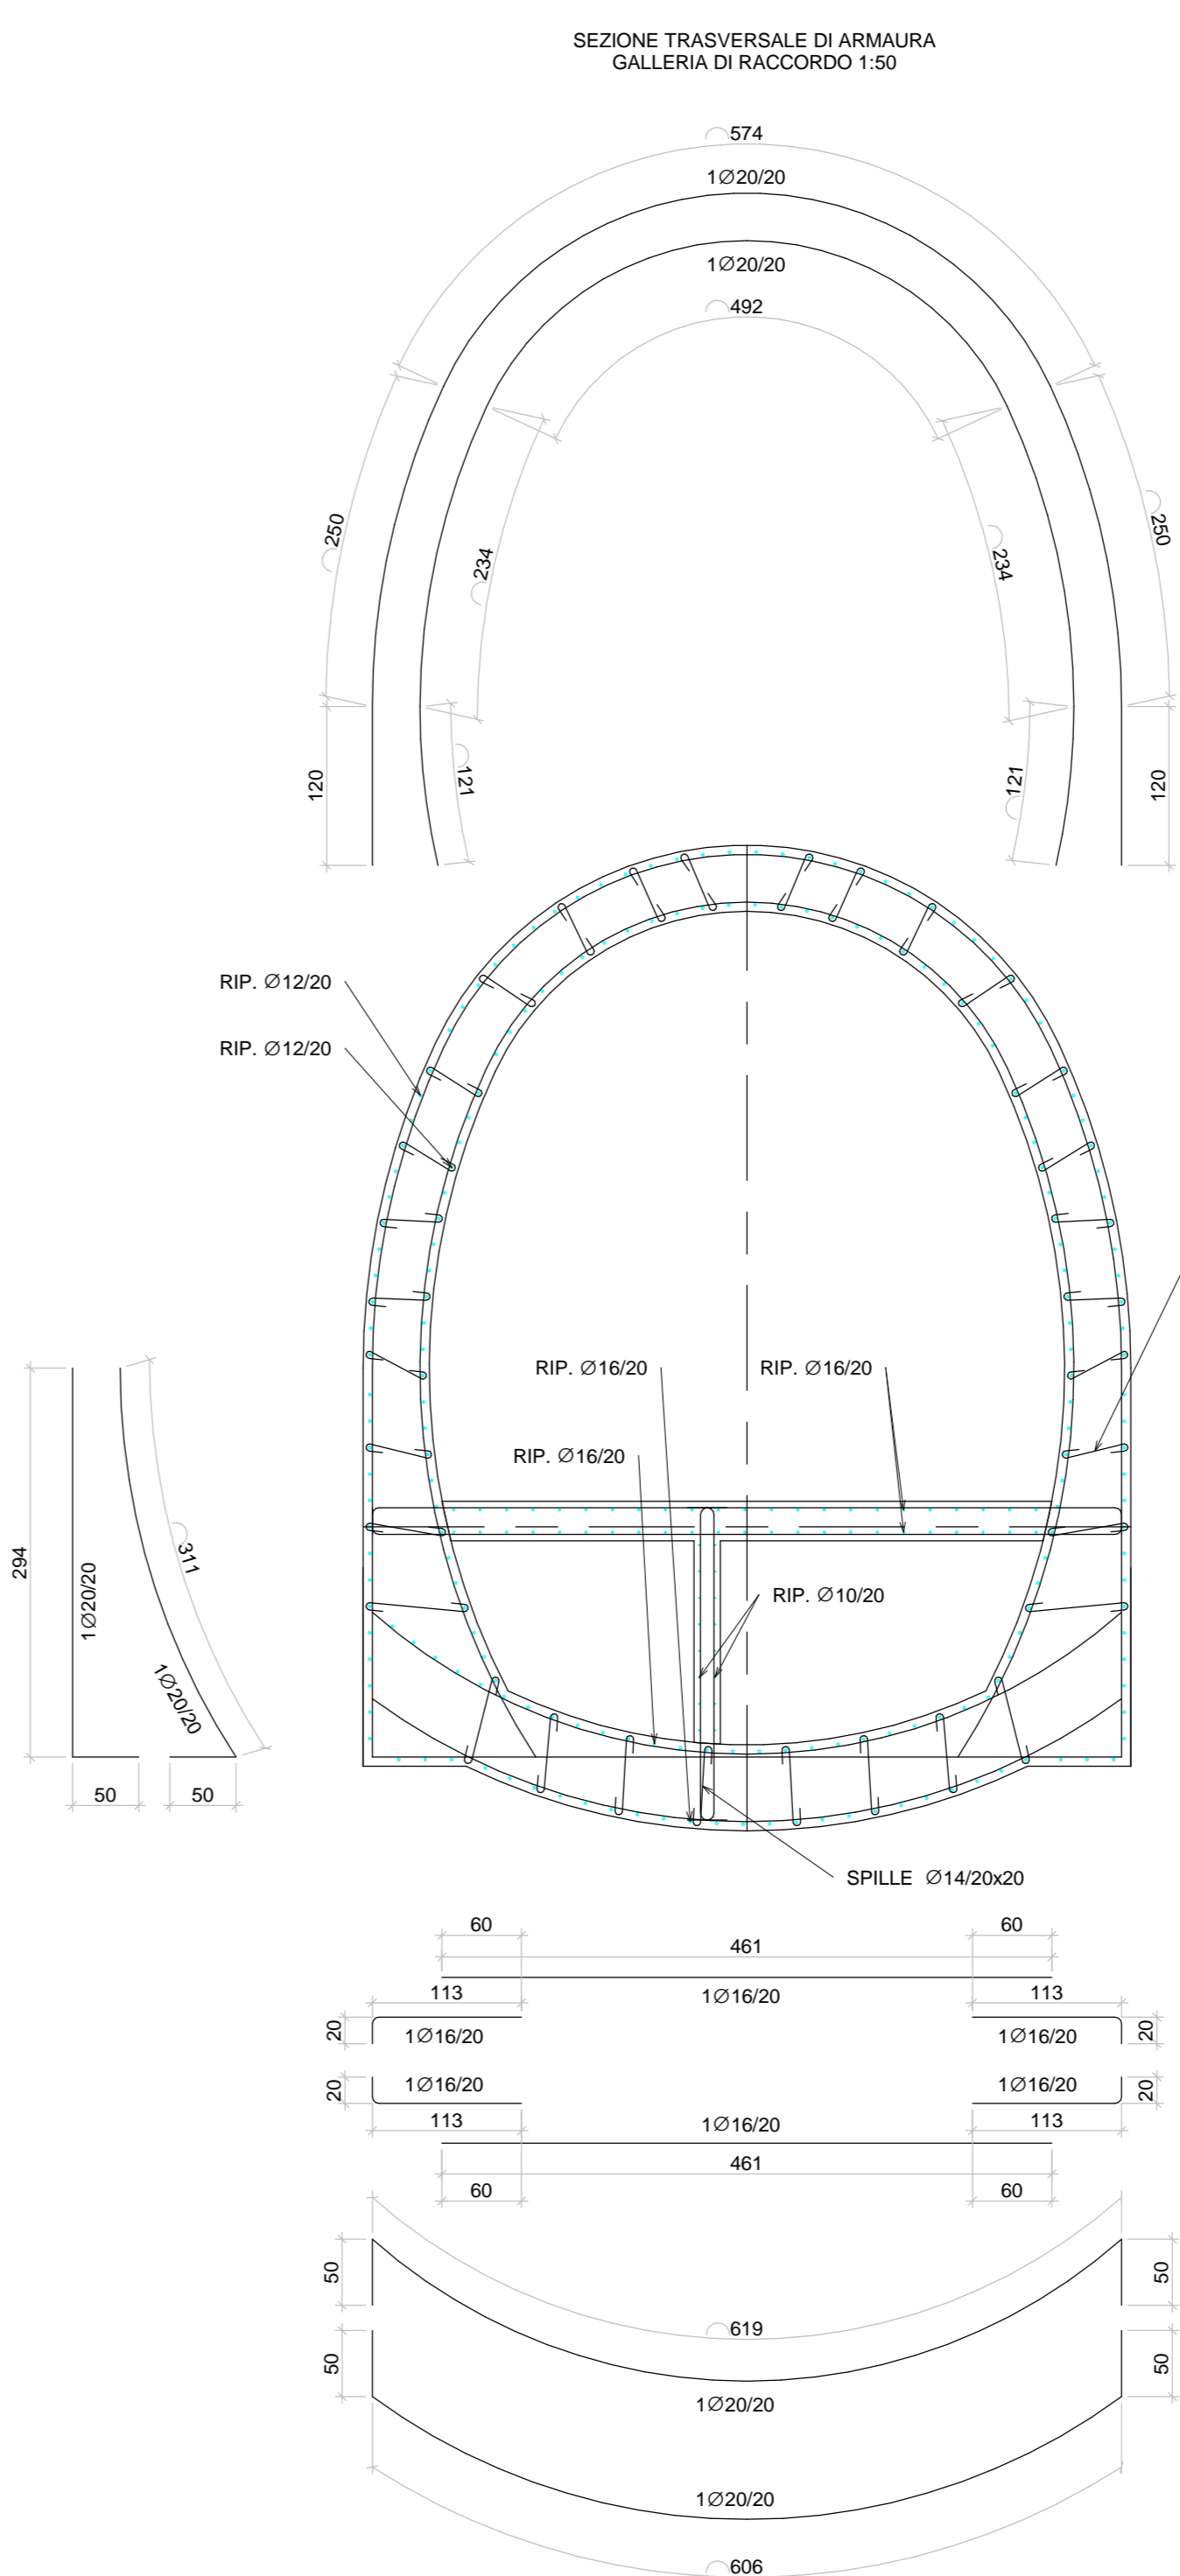 SEZIONE TRASVERSALE DI ARMAURA
GALLERIA DI RACCORDO 1:50
574
1Ø20/20
1Ø20/20
492
250
250
234
234
120
121
121
120
RIP. Ø12/20
RIP. Ø12/20
RIP. Ø16/20
RIP. Ø16/20
RIP. Ø16/20
294
1Ø20/20
311
1Ø20/20
RIP. Ø10/20
50
50
SPILLE Ø14/20x20
60
60
461
113
1Ø16/20
113
20
1Ø16/20
1Ø16/20
20
20
1Ø16/20
1Ø16/20
20
113
1Ø16/20
113
461
60
60
50
50
619
50
50
1Ø20/20
1Ø20/20
606